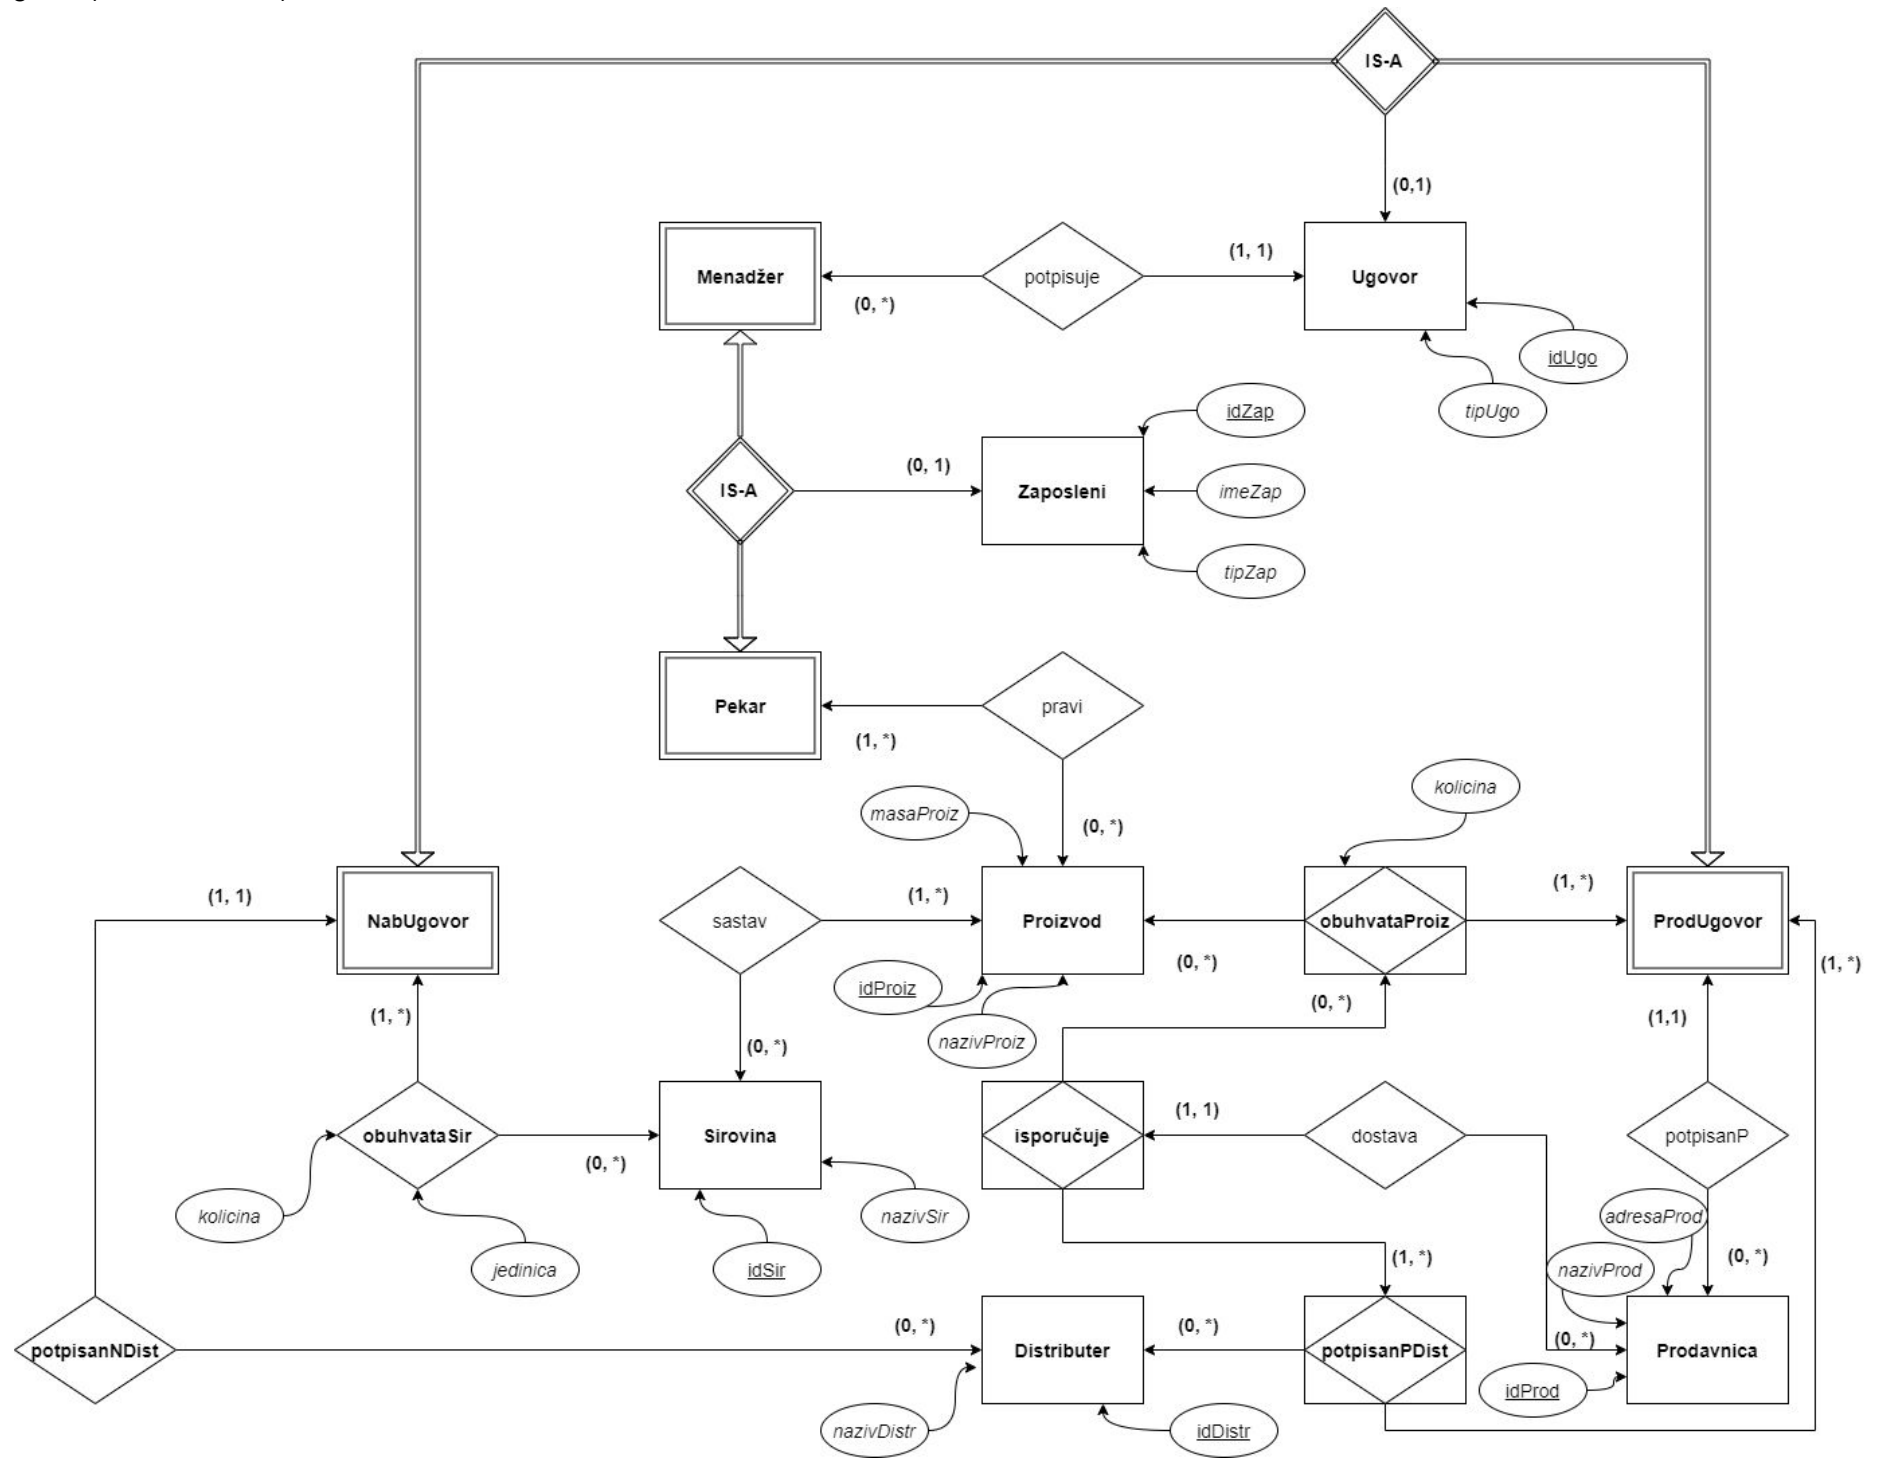 IS-A
(0,1)
Menadžer
potpisuje
(1, 1)
Ugovor
(0, *)
idUgo
tipUgo
idZap
(0, 1)
IS-A
Zaposleni
imeZap
tipZap
Pekar
pravi
(1, *)
masaProiz
(0, *)
kolicina
(1, 1)
(1, *)
(1, *)
NabUgovor
sastav
Proizvod
obuhvataProiz
ProdUgovor
(0, *)
(1, *)
idProiz
(0, *)
(1, *)
(1,1)
nazivProiz
(0, *)
(1, 1)
obuhvataSir
Sirovina
isporučuje
dostava
potpisanP
(0, *)
kolicina
nazivSir
adresaProd
jedinica
idSir
(1, *)
nazivProd
(0, *)
(0, *)
(0, *)
(0, *)
potpisanNDist
Distributer
potpisanPDist
Prodavnica
idProd
nazivDistr
idDistr